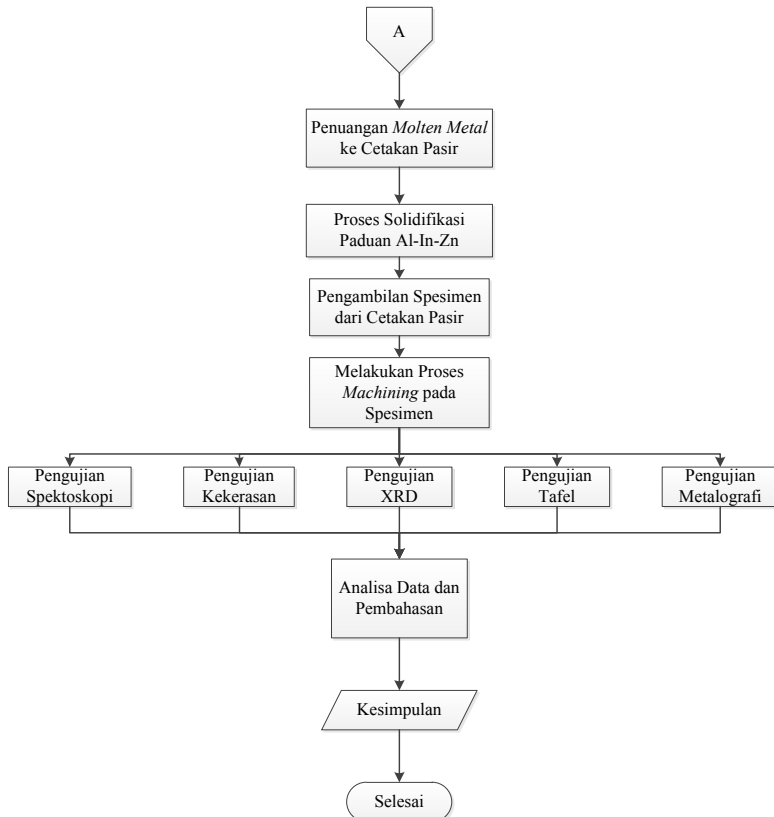 A
Penuangan Molten Metal
ke Cetakan Pasir
Proses Solidifikasi
Paduan Al-In-Zn
Pengambilan Spesimen
dari Cetakan Pasir
Melakukan Proses
Machining pada
Spesimen
Pengujian
Spektoskopi
Pengujian
Kekerasan
Pengujian
XRD
Pengujian
Tafel
Pengujian
Metalografi
Analisa Data dan
Pembahasan
Kesimpulan
Selesai